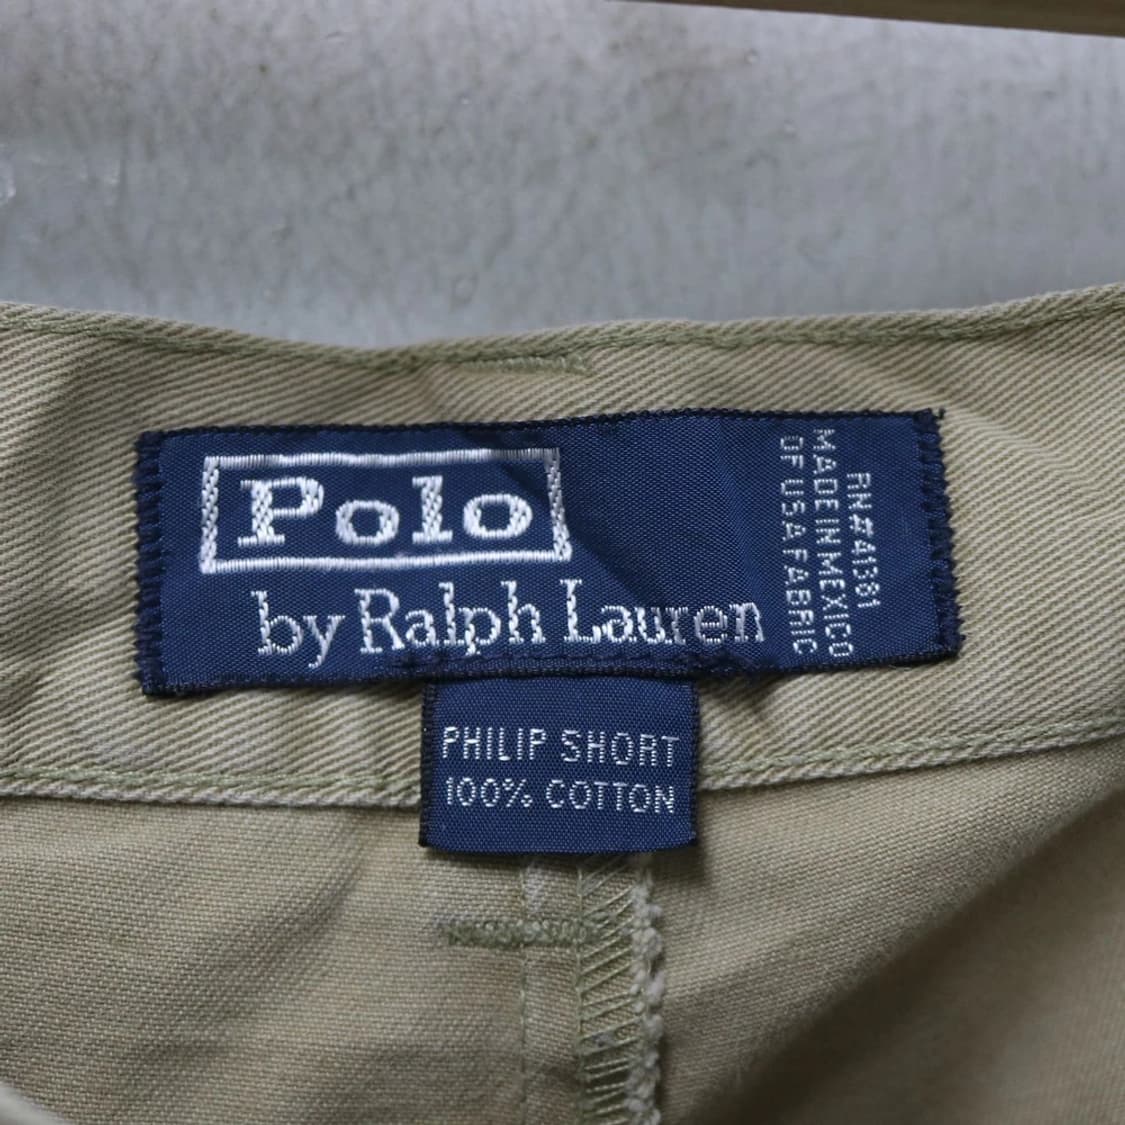 Polo
by Ralph Lauren
RN#41381
MADE IN MEXICO
OF USA FABRIC
PHILIP SHORT
100% COTTON